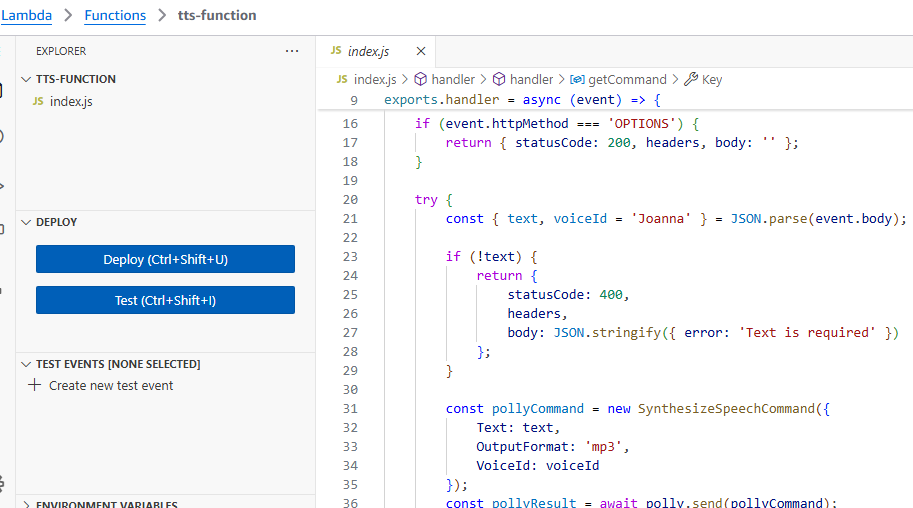 Lambda > Functions > tts-function
EXPLORER ...
TTS-FUNCTION
JS index.js
DEPLOY
Deploy (Ctrl+Shift+U)
Test (Ctrl+Shift+I)
TEST EVENTS [NONE SELECTED]
+ Create new test event
ENVIRONMENT VARIABLES
JS index.js ×
JS index.js > handler > handler > getCommand > Key
9 exports.handler = async (event) => {
16 if (event.httpMethod === 'OPTIONS') {
17 return { statusCode: 200, headers, body: '' };
18 }
19
20 try {
21 const { text, voiceId = 'Joanna' } = JSON.parse(event.body);
22
23 if (!text) {
24 return {
25 statusCode: 400,
26 headers,
27 body: JSON.stringify({ error: 'Text is required' })
28 };
29 }
30
31 const pollyCommand = new SynthesizeSpeechCommand({
32 Text: text,
33 OutputFormat: 'mp3',
34 VoiceId: voiceId
35 });
36 const pollyResult = await polly.send(pollyCommand);